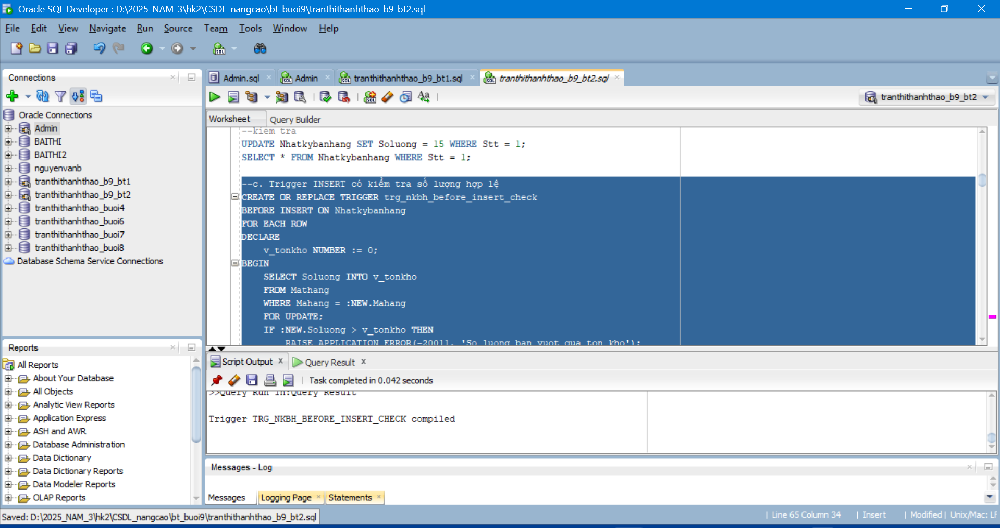 Oracle SQL Developer : D:\2025_NAM_3\hk2\CSDL_nangcao\bt_buoi9\tranthithanhthao_b9_bt2.sql
File Edit View Navigate Run Source Team Tools Window Help
Connections
Oracle Connections
Admin
BAITHI
BAITHI2
nguyenvanb
tranthithanhthao_b9_bt1
tranthithanhthao_b9_bt2
tranthithanhthao_buoi4
tranthithanhthao_buoi6
tranthithanhthao_buoi7
tranthithanhthao_buoi8
Database Schema Service Connections
Reports
All Reports
About Your Database
All Objects
Analytic View Reports
Application Express
ASH and AWR
Database Administration
Data Dictionary
Data Dictionary Reports
Data Modeler Reports
OLAP Reports
Admin.sql Admin tranthithanhthao_b9_bt1.sql tranthithanhthao_b9_bt2.sql
tranthithanhthao_b9_bt2
Worksheet Query Builder
--kiem tra
UPDATE Nhatkybanhang SET Soluong = 15 WHERE Stt = 1;
SELECT * FROM Nhatkybanhang WHERE Stt = 1;
--c. Trigger INSERT có kiểm tra số lượng hợp lệ
CREATE OR REPLACE TRIGGER trg_nkbh_before_insert_check
BEFORE INSERT ON Nhatkybanhang
FOR EACH ROW
DECLARE
v_tonkho NUMBER := 0;
BEGIN
SELECT Soluong INTO v_tonkho
FROM Mathang
WHERE Mahang = :NEW.Mahang
FOR UPDATE;
IF :NEW.Soluong > v_tonkho THEN
RAISE_APPLICATION_ERROR(-20011, 'So luong ban vuot qua ton kho');
Script Output Query Result
Task completed in 0.042 seconds
>>Query Run In:Query Result
Trigger TRG_NKBH_BEFORE_INSERT_CHECK compiled
Messages - Log
Messages Logging Page Statements
Saved: D:\2025_NAM_3\hk2\CSDL_nangcao\bt_buoi9\tranthithanhthao_b9_bt2.sql
| Line 65 Column 34 | Insert | Modified | Unix/Mac: LF